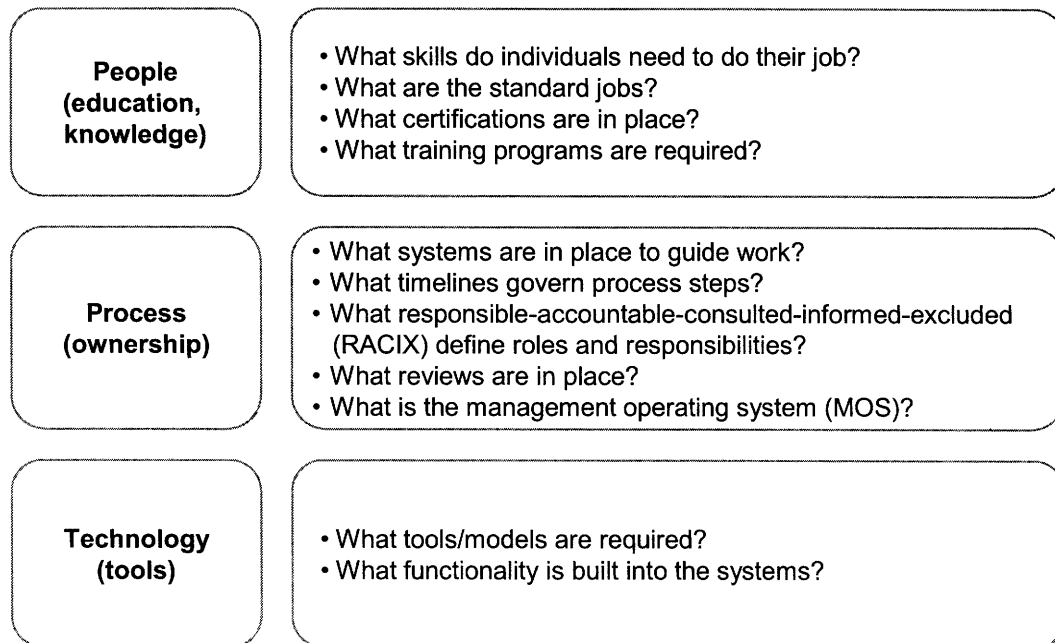 People
(education,
knowledge)
• What skills do individuals need to do their job?
• What are the standard jobs?
• What certifications are in place?
• What training programs are required?
Process
(ownership)
• What systems are in place to guide work?
• What timelines govern process steps?
• What responsible-accountable-consulted-informed-excluded
(RACIX) define roles and responsibilities?
• What reviews are in place?
• What is the management operating system (MOS)?
Technology
(tools)
• What tools/models are required?
• What functionality is built into the systems?